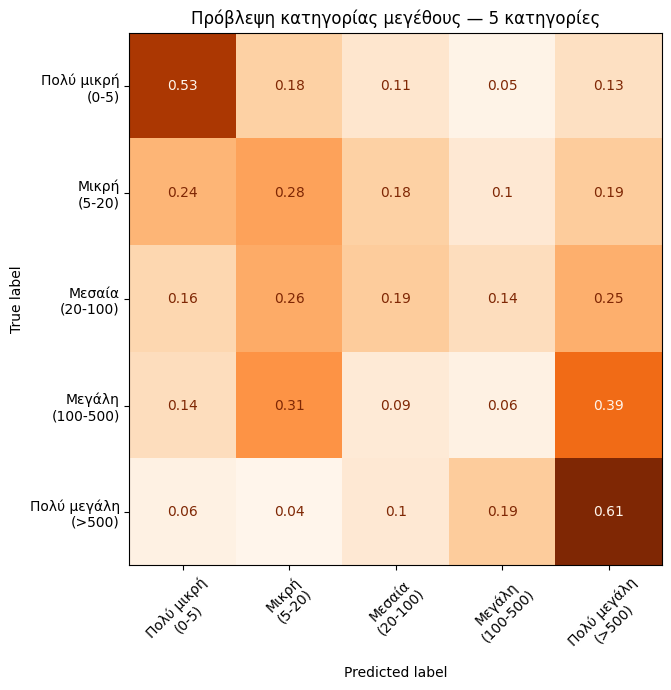 Πρόβλεψη κατηγορίας μεγέθους — 5 κατηγορίες
True label
Πολύ μικρή
(0-5)
0.53 0.18 0.11 0.05 0.13
Μικρή
(5-20)
0.24 0.28 0.18 0.1 0.19
Μεσαία
(20-100)
0.16 0.26 0.19 0.14 0.25
Μεγάλη
(100-500)
0.14 0.31 0.09 0.06 0.39
Πολύ μεγάλη
(>500)
0.06 0.04 0.1 0.19 0.61
Πολύ μικρή
(0-5)
Μικρή
(5-20)
Μεσαία
(20-100)
Μεγάλη
(100-500)
Πολύ μεγάλη
(>500)
Predicted label